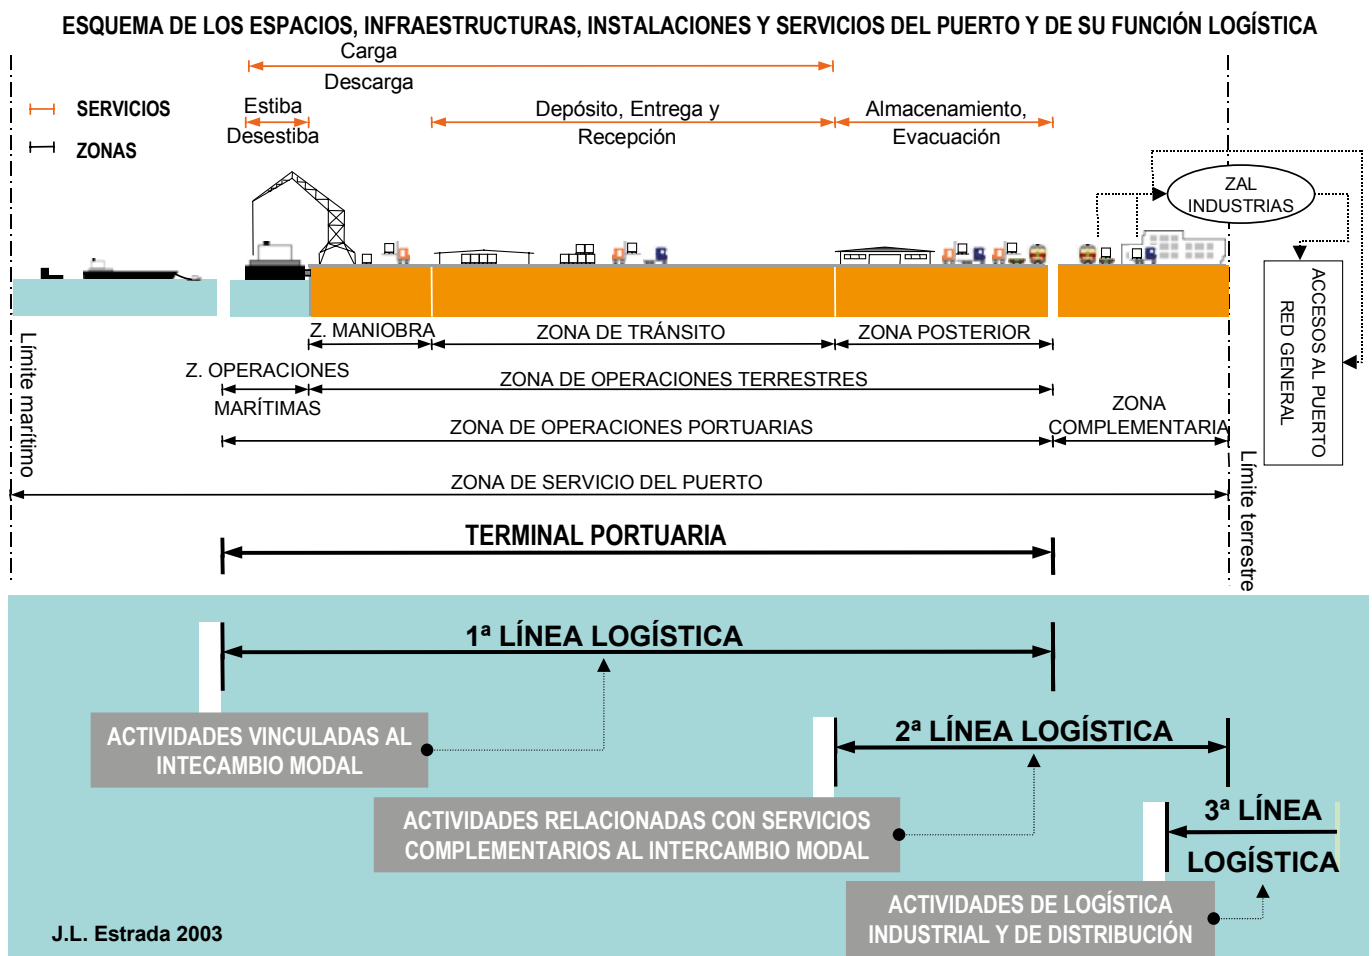 ESQUEMA DE LOS ESPACIOS, INFRAESTRUCTURAS, INSTALACIONES Y SERVICIOS DEL PUERTO Y DE SU FUNCIÓN LOGÍSTICA
Carga
Descarga
SERVICIOS
ZONAS
Estiba
Desestiba
Depósito, Entrega y
Recepción
Almacenamiento,
Evacuación
ZAL
INDUSTRIAS
ACCESOS AL PUERTO
RED GENERAL
Límite marítimo
Z. MANIOBRA
ZONA DE TRÁNSITO
ZONA POSTERIOR
Z. OPERACIONES
MARÍTIMAS
ZONA DE OPERACIONES TERRESTRES
ZONA DE OPERACIONES PORTUARIAS
ZONA
COMPLEMENTARIA
ZONA DE SERVICIO DEL PUERTO
Límite terrestre
TERMINAL PORTUARIA
1ª LÍNEA LOGÍSTICA
ACTIVIDADES VINCULADAS AL
INTECAMBIO MODAL
2ª LÍNEA LOGÍSTICA
ACTIVIDADES RELACIONADAS CON SERVICIOS
COMPLEMENTARIOS AL INTERCAMBIO MODAL
3ª LÍNEA
LOGÍSTICA
ACTIVIDADES DE LOGÍSTICA
INDUSTRIAL Y DE DISTRIBUCIÓN
J.L. Estrada 2003